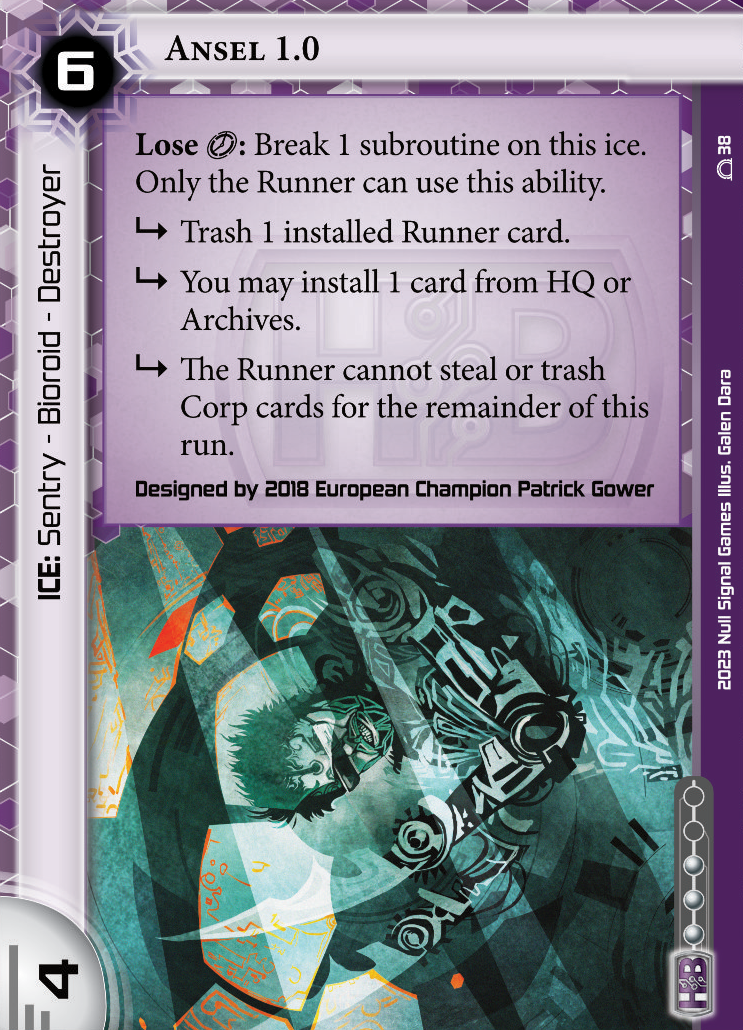 6
Ansel 1.0
Lose : Break 1 subroutine on this ice.
Only the Runner can use this ability.
↳ Trash 1 installed Runner card.
↳ You may install 1 card from HQ or
Archives.
↳ The Runner cannot steal or trash
Corp cards for the remainder of this
run.
Designed by 2018 European Champion Patrick Gower
ICE: Sentry - Bioroid - Destroyer
4
38
2023 Null Signal Games Illus. Galen Dara
HB